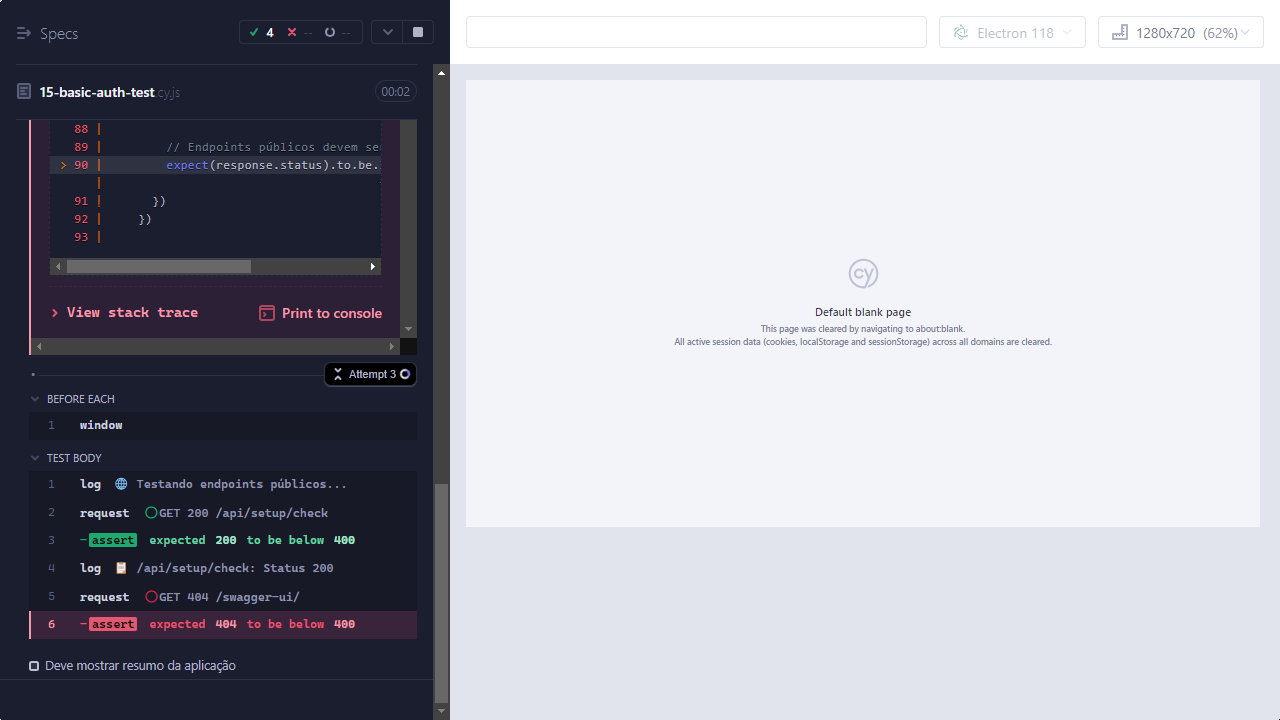 Specs
4
--
--
Electron 118
1280x720 (62%)
15-basic-auth-test.cy.js
00:02
88 |
89 | // Endpoints públicos devem se
> 90 | expect(response.status).to.be.
|
91 | })
92 | })
93 |
View stack trace
Print to console
Attempt 3
BEFORE EACH
1 window
TEST BODY
1 log 🌐 Testando endpoints públicos...
2 request GET 200 /api/setup/check
3 -assert expected 200 to be below 400
4 log 📋 /api/setup/check: Status 200
5 request GET 404 /swagger-ui/
6 -assert expected 404 to be below 400
Deve mostrar resumo da aplicação
cy
Default blank page
This page was cleared by navigating to about:blank.
All active session data (cookies, localStorage and sessionStorage) across all domains are cleared.